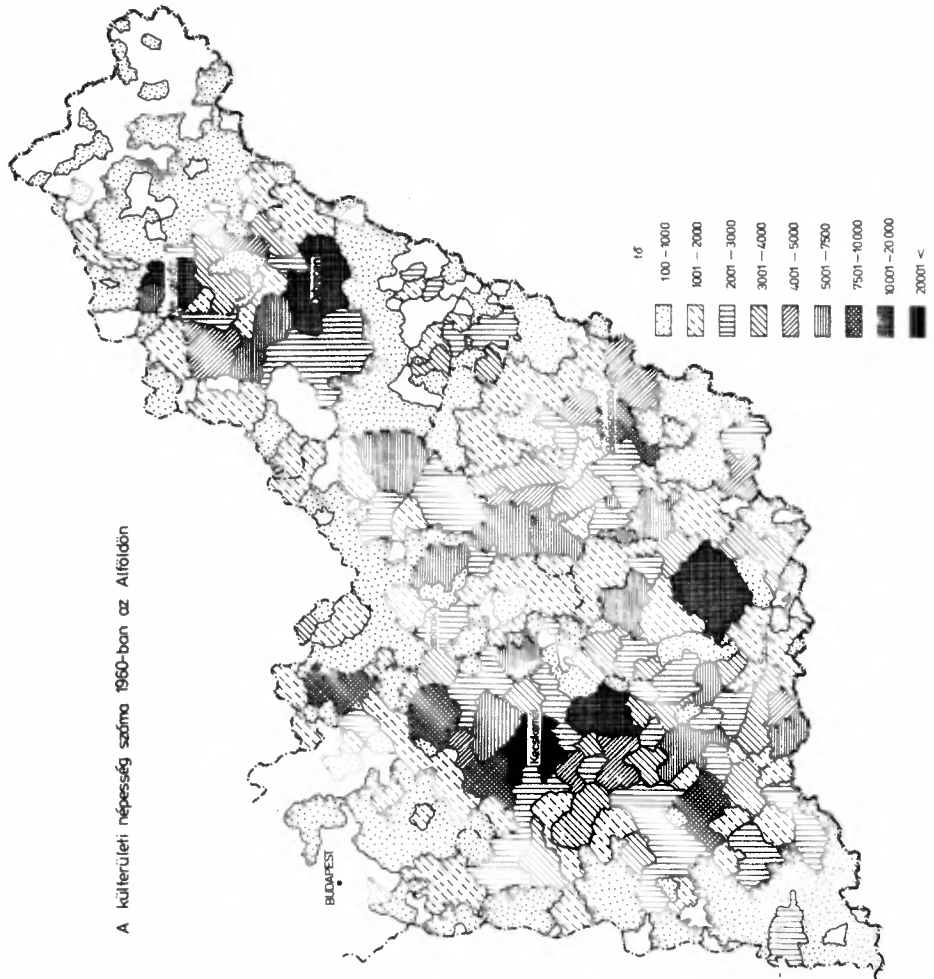 A külterületi népesség száma 1960-ban az Alföldön
BUDAPEST
Kecskemét
fő
100 – 1000
1001 – 2000
2001 – 3000
3001 – 4000
4001 – 5000
5001 – 7500
7501 – 10 000
10 001 – 20 000
20001 <